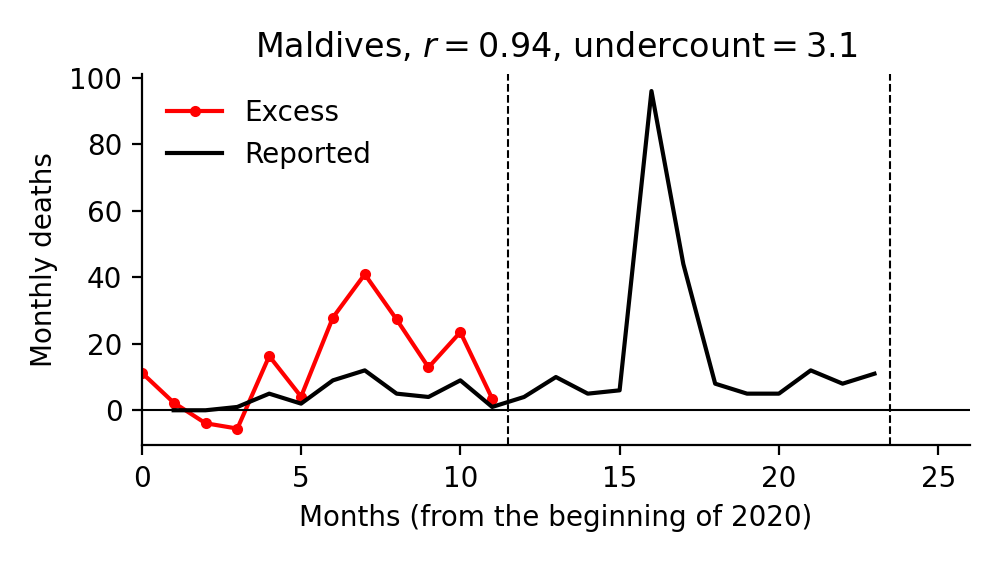 Maldives, r = 0.94, undercount = 3.1
Excess
Reported
Monthly deaths
100
80
60
40
20
0
0 5 10 15 20 25
Months (from the beginning of 2020)